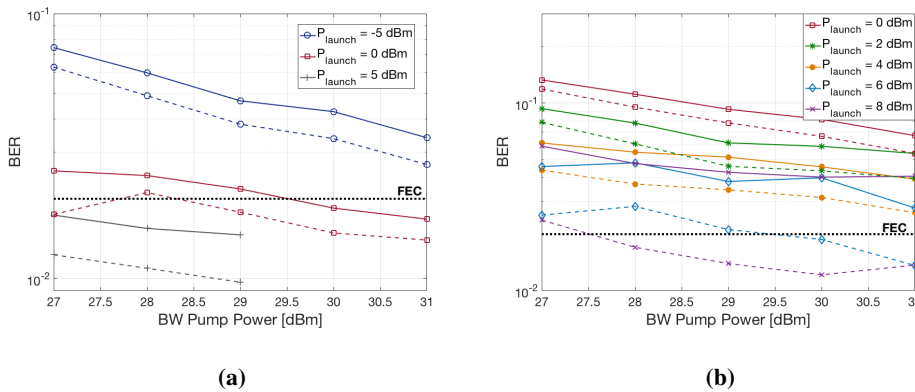 10⁻¹
P_launch = -5 dBm
P_launch = 0 dBm
P_launch = 5 dBm
BER
FEC
10⁻²
27 27.5 28 28.5 29 29.5 30 30.5 31
BW Pump Power [dBm]
(a)
P_launch = 0 dBm
P_launch = 2 dBm
P_launch = 4 dBm
P_launch = 6 dBm
P_launch = 8 dBm
10⁻¹
BER
FEC
10⁻²
27 27.5 28 28.5 29 29.5 30 30.5 3
BW Pump Power [dBm]
(b)